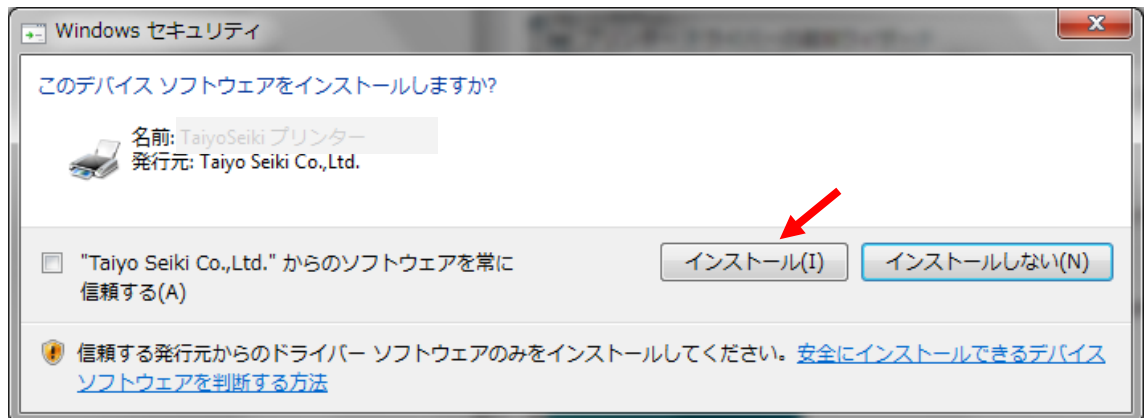 Windows セキュリティ
このデバイス ソフトウェアをインストールしますか?
名前: TaiyoSeiki プリンター
発行元: Taiyo Seiki Co.,Ltd.
"Taiyo Seiki Co.,Ltd." からのソフトウェアを常に
信頼する(A)
インストール(I)
インストールしない(N)
信頼する発行元からのドライバー ソフトウェアのみをインストールしてください。安全にインストールできるデバイス
ソフトウェアを判断する方法